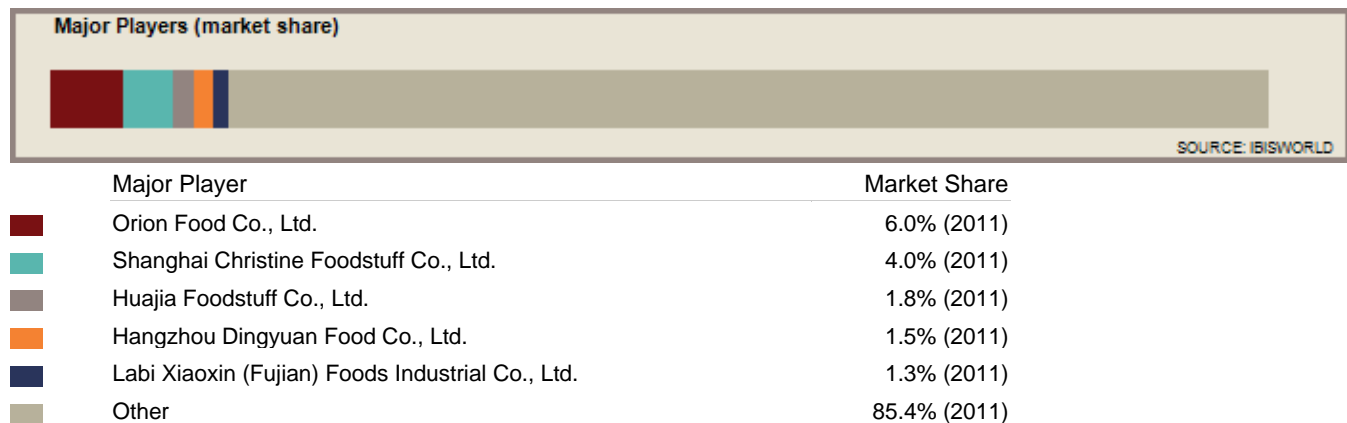 Major Players (market share)
SOURCE: IBISWORLD
Major Player Market Share
Orion Food Co., Ltd. 6.0% (2011)
Shanghai Christine Foodstuff Co., Ltd. 4.0% (2011)
Huajia Foodstuff Co., Ltd. 1.8% (2011)
Hangzhou Dingyuan Food Co., Ltd. 1.5% (2011)
Labi Xiaoxin (Fujian) Foods Industrial Co., Ltd. 1.3% (2011)
Other 85.4% (2011)